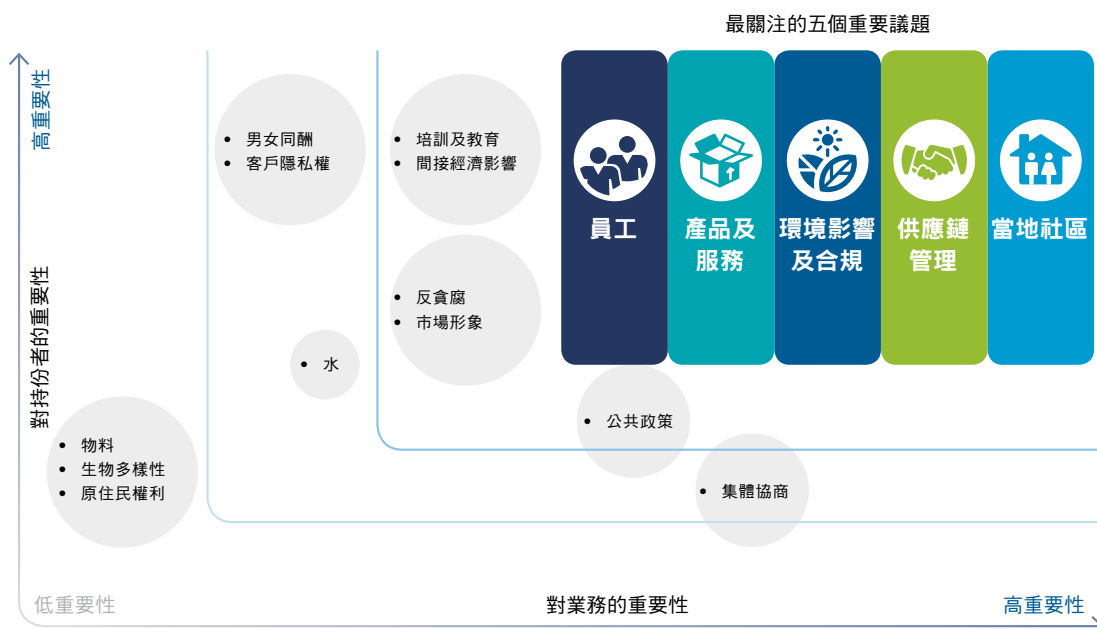 最關注的五個重要議題
高重要性
對持份者的重要性
• 男女同酬
• 客戶隱私權
• 培訓及教育
• 間接經濟影響
員工
產品及
服務
環境影響
及合規
供應鏈
管理
當地社區
• 反貪腐
• 市場形象
• 水
• 公共政策
• 物料
• 生物多樣性
• 原住民權利
• 集體協商
低重要性
對業務的重要性
高重要性